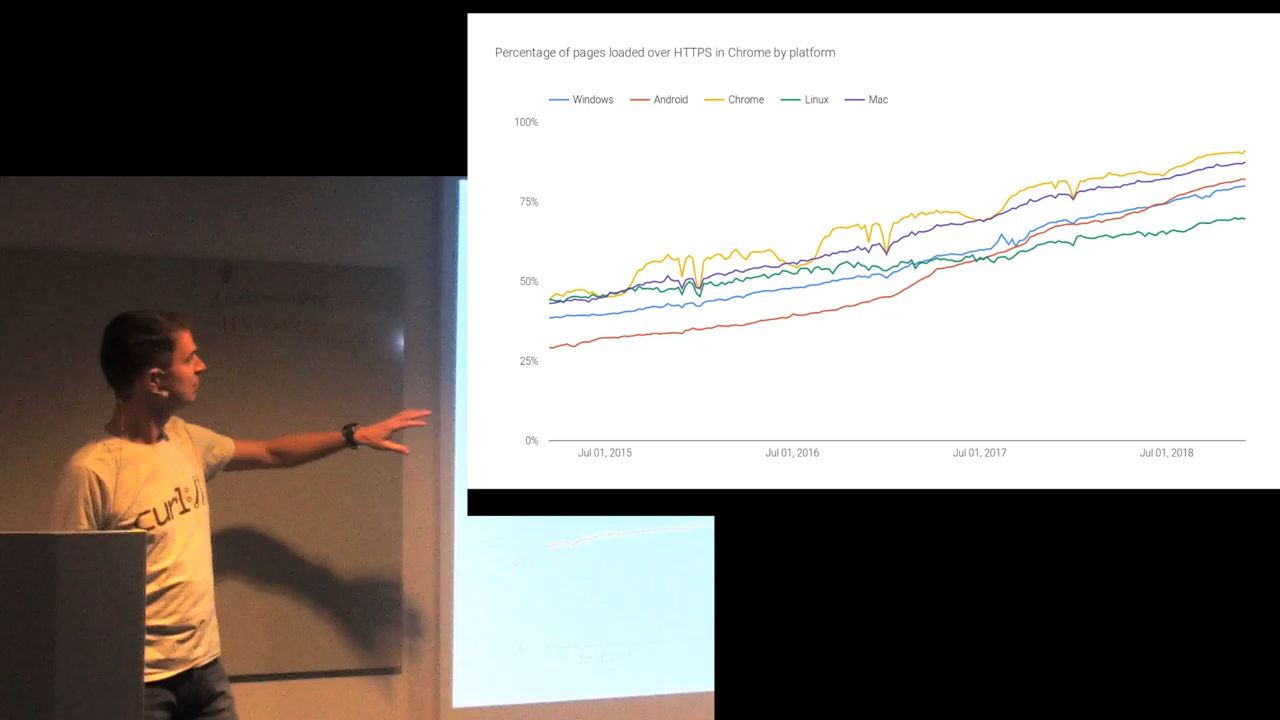 Percentage of pages loaded over HTTPS in Chrome by platform
Windows Android Chrome Linux Mac
100%
75%
50%
25%
0%
Jul 01, 2015 Jul 01, 2016 Jul 01, 2017 Jul 01, 2018
curl://